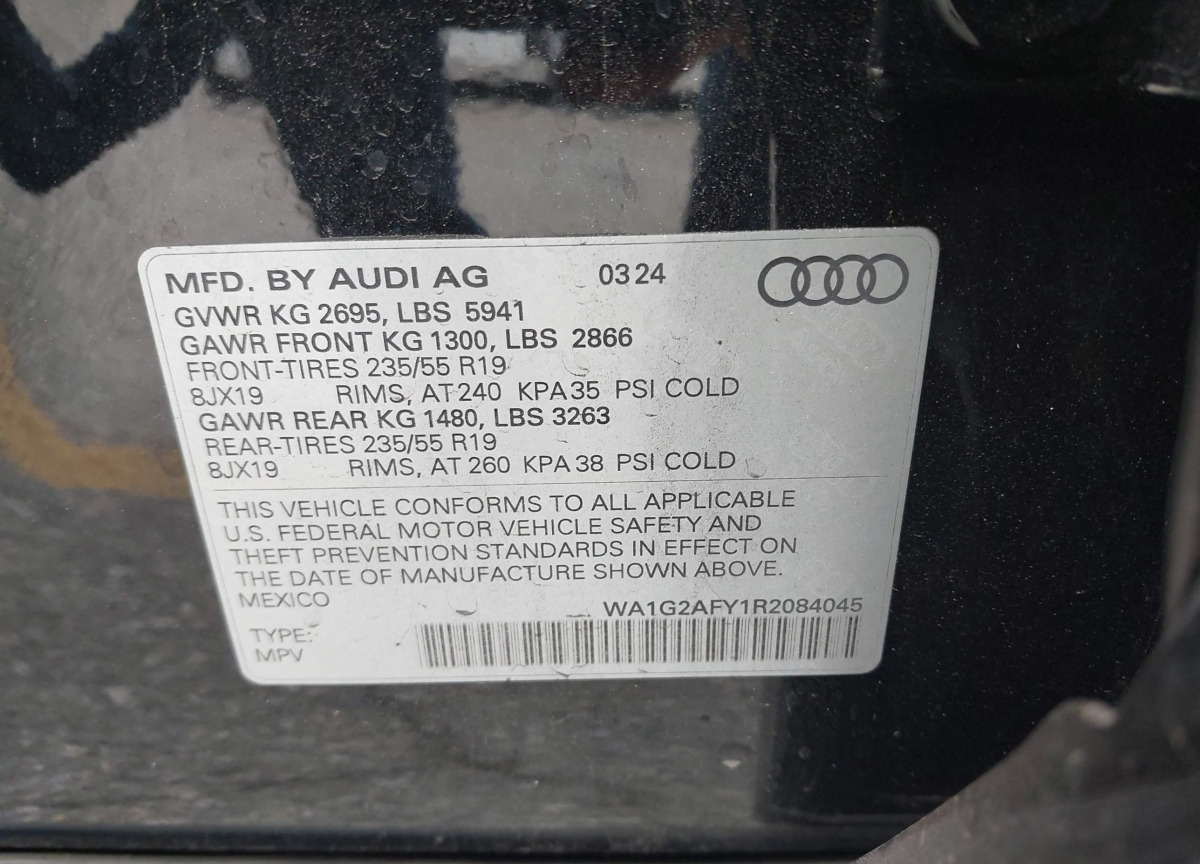 MFD. BY AUDI AG 03 24
GVWR KG 2695, LBS 5941
GAWR FRONT KG 1300, LBS 2866
FRONT-TIRES 235/55 R19
8JX19 RIMS, AT 240 KPA 35 PSI COLD
GAWR REAR KG 1480, LBS 3263
REAR-TIRES 235/55 R19
8JX19 RIMS, AT 260 KPA 38 PSI COLD
THIS VEHICLE CONFORMS TO ALL APPLICABLE
U.S. FEDERAL MOTOR VEHICLE SAFETY AND
THEFT PREVENTION STANDARDS IN EFFECT ON
THE DATE OF MANUFACTURE SHOWN ABOVE.
MEXICO
WA1G2AFY1R2084045
TYPE:
MPV